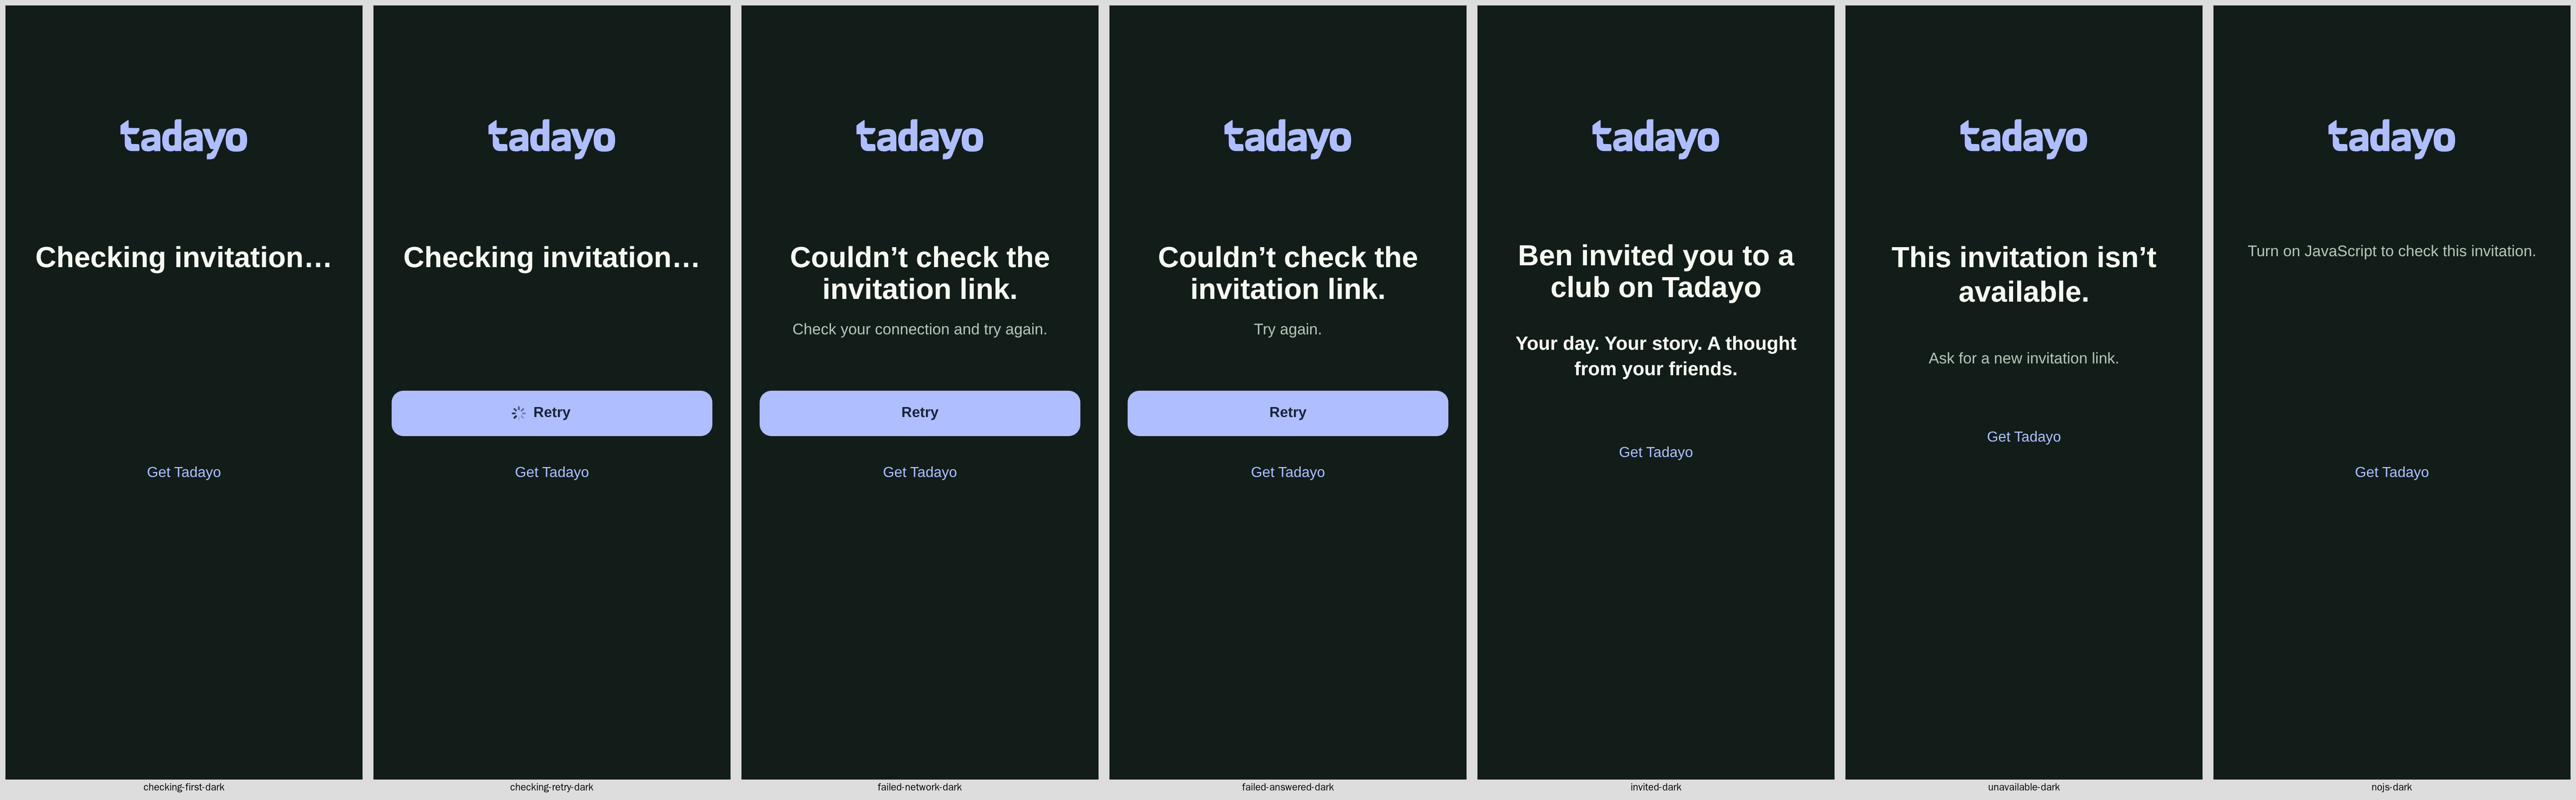 tadayo
Checking invitation…
Get Tadayo
checking-first-dark
tadayo
Checking invitation…
Retry
Get Tadayo
checking-retry-dark
tadayo
Couldn’t check the
invitation link.
Check your connection and try again.
Retry
Get Tadayo
failed-network-dark
tadayo
Couldn’t check the
invitation link.
Try again.
Retry
Get Tadayo
failed-answered-dark
tadayo
Ben invited you to a
club on Tadayo
Your day. Your story. A thought
from your friends.
Get Tadayo
invited-dark
tadayo
This invitation isn’t
available.
Ask for a new invitation link.
Get Tadayo
unavailable-dark
tadayo
Turn on JavaScript to check this invitation.
Get Tadayo
nojs-dark